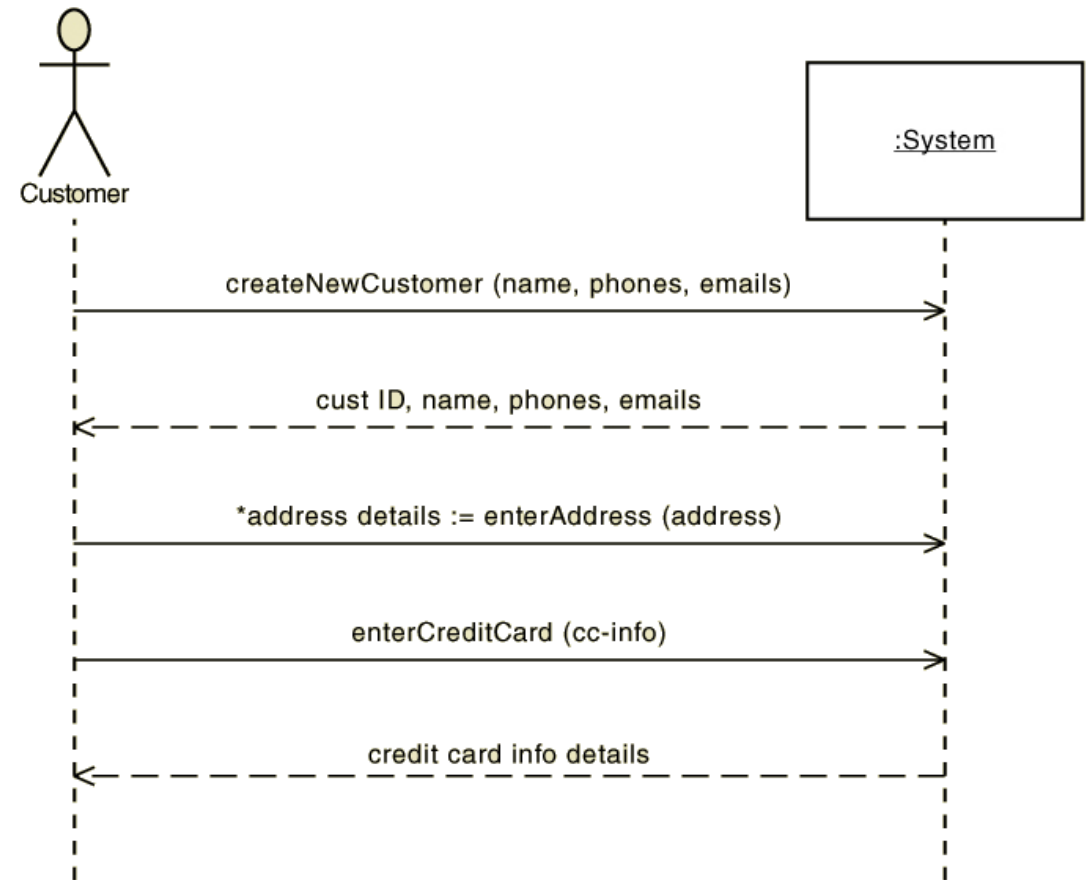 :System
Customer
createNewCustomer (name, phones, emails)
cust ID, name, phones, emails
*address details := enterAddress (address)
enterCreditCard (cc-info)
credit card info details